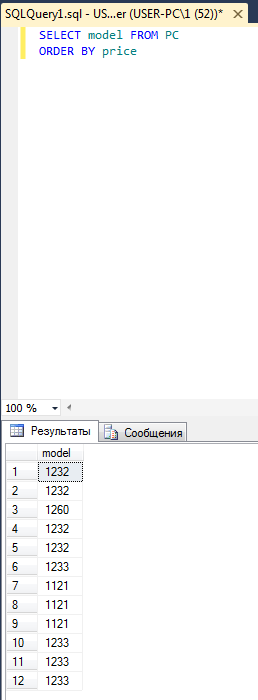 SQLQuery1.sql - US...er (USER-PC\1 (52))*
SELECT model FROM PC
ORDER BY price
100 %
Результаты Сообщения
model
1 1232
2 1232
3 1260
4 1232
5 1232
6 1233
7 1121
8 1121
9 1121
10 1233
11 1233
12 1233